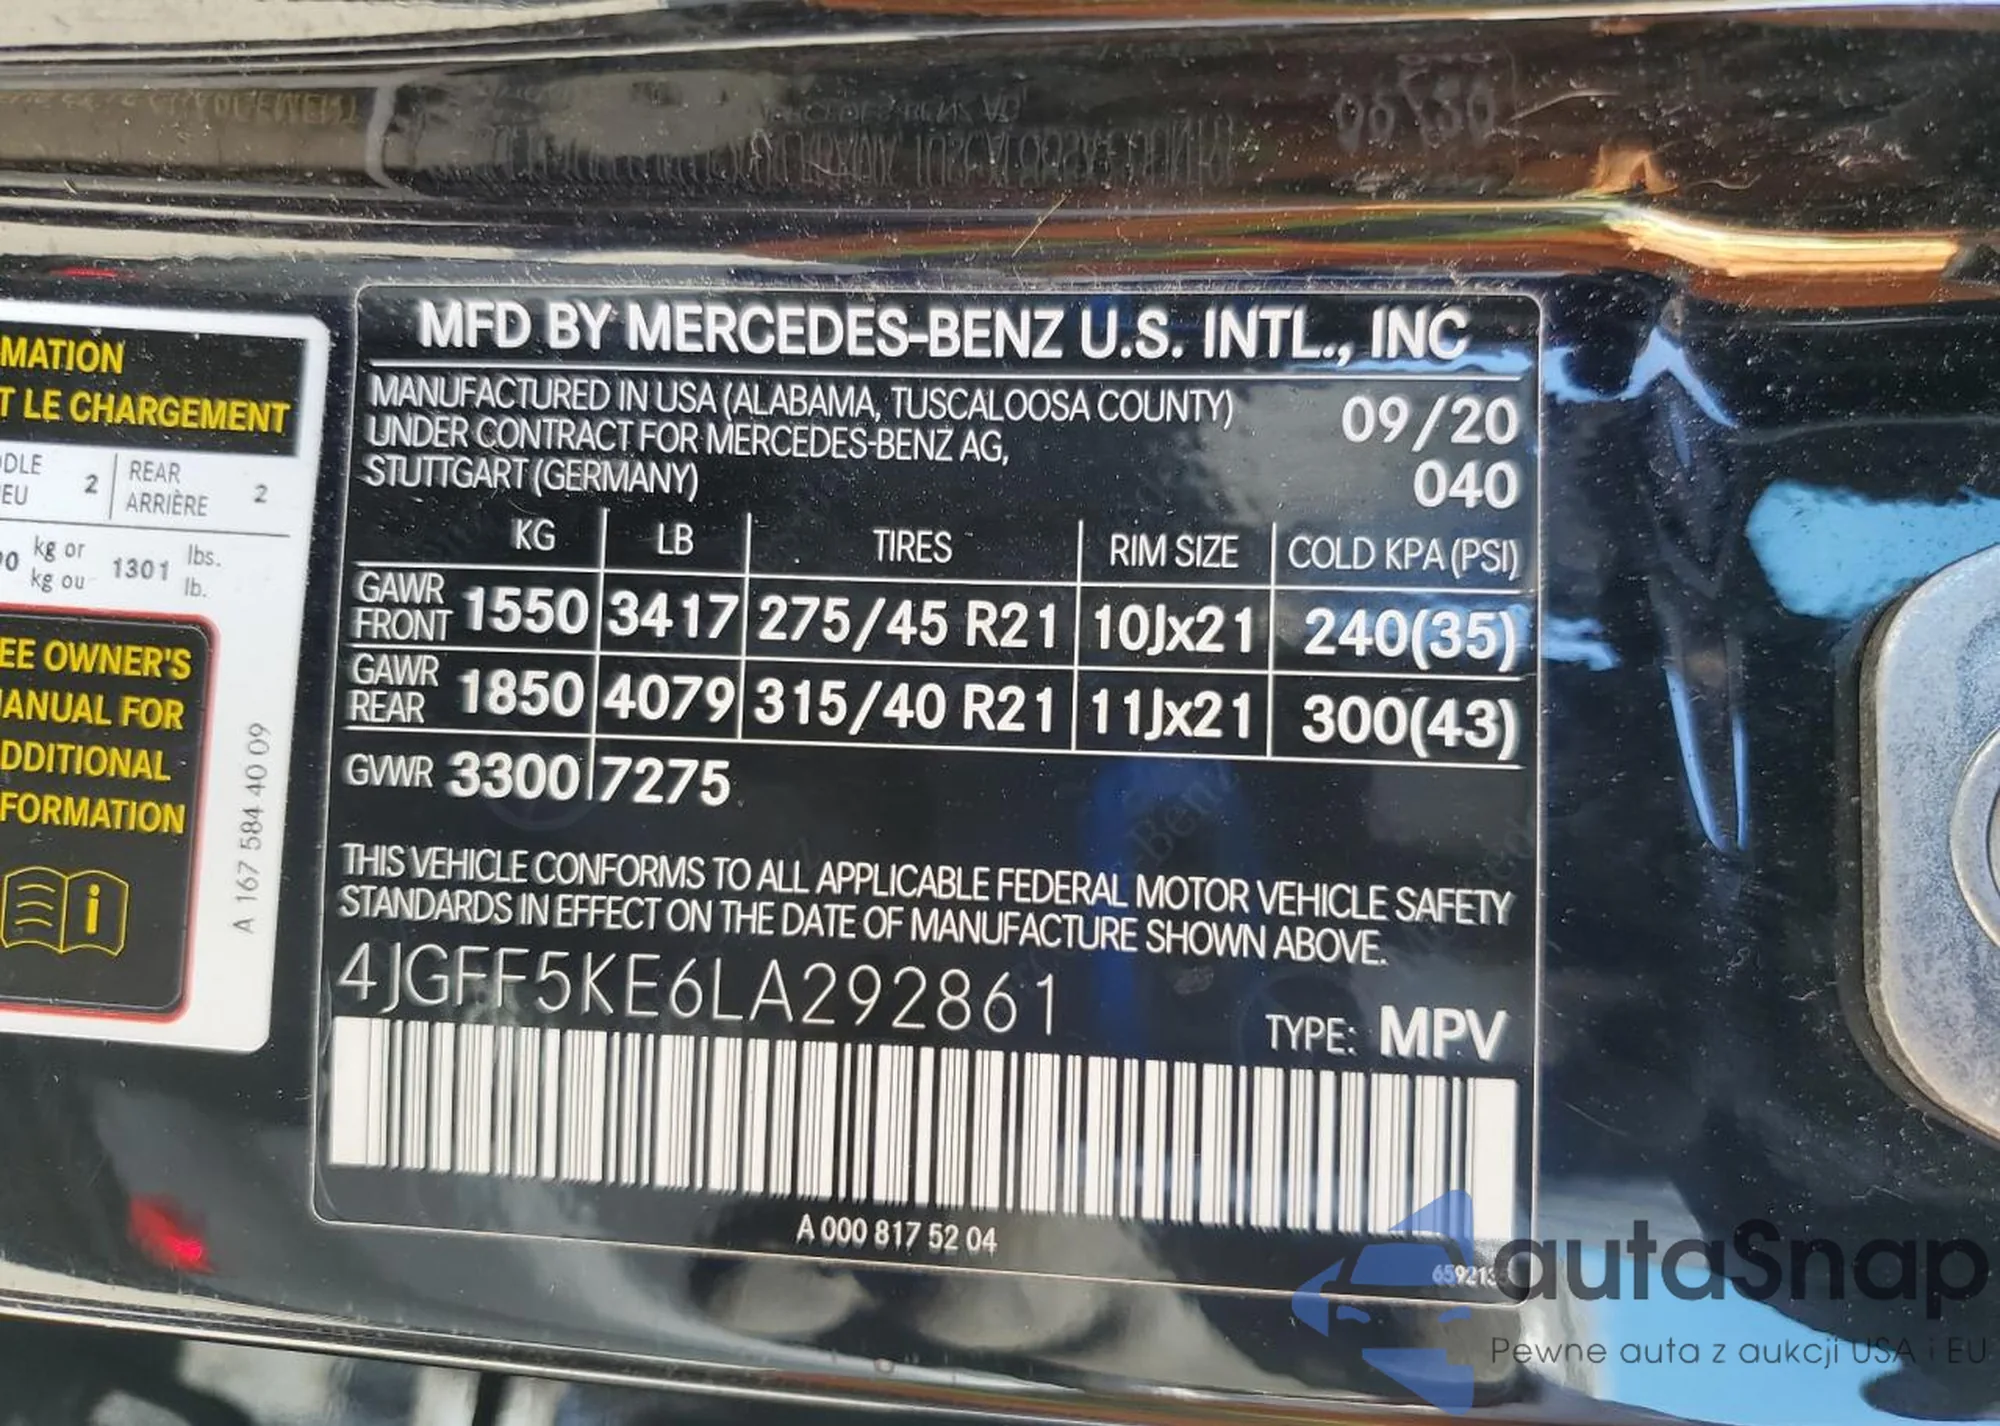 MATION
T LE CHARGEMENT
DLE
EU
2
REAR
ARRIÈRE
2
0 kg or
kg ou
1301 lbs.
lb.
EE OWNER'S
ANUAL FOR
DDITIONAL
FORMATION
A 167 584 40 09
MFD BY MERCEDES-BENZ U.S. INTL., INC
MANUFACTURED IN USA (ALABAMA, TUSCALOOSA COUNTY) 09/20
UNDER CONTRACT FOR MERCEDES-BENZ AG,
STUTTGART (GERMANY) 040
KG LB TIRES RIM SIZE COLD KPA (PSI)
GAWR
FRONT 1550 3417 275/45 R21 10Jx21 240(35)
GAWR
REAR 1850 4079 315/40 R21 11Jx21 300(43)
GVWR 3300 7275
THIS VEHICLE CONFORMS TO ALL APPLICABLE FEDERAL MOTOR VEHICLE SAFETY
STANDARDS IN EFFECT ON THE DATE OF MANUFACTURE SHOWN ABOVE.
4JGFF5KE6LA292861
TYPE: MPV
A 000 817 52 04
autaSnap
Pewne auta z aukcji USA i EU